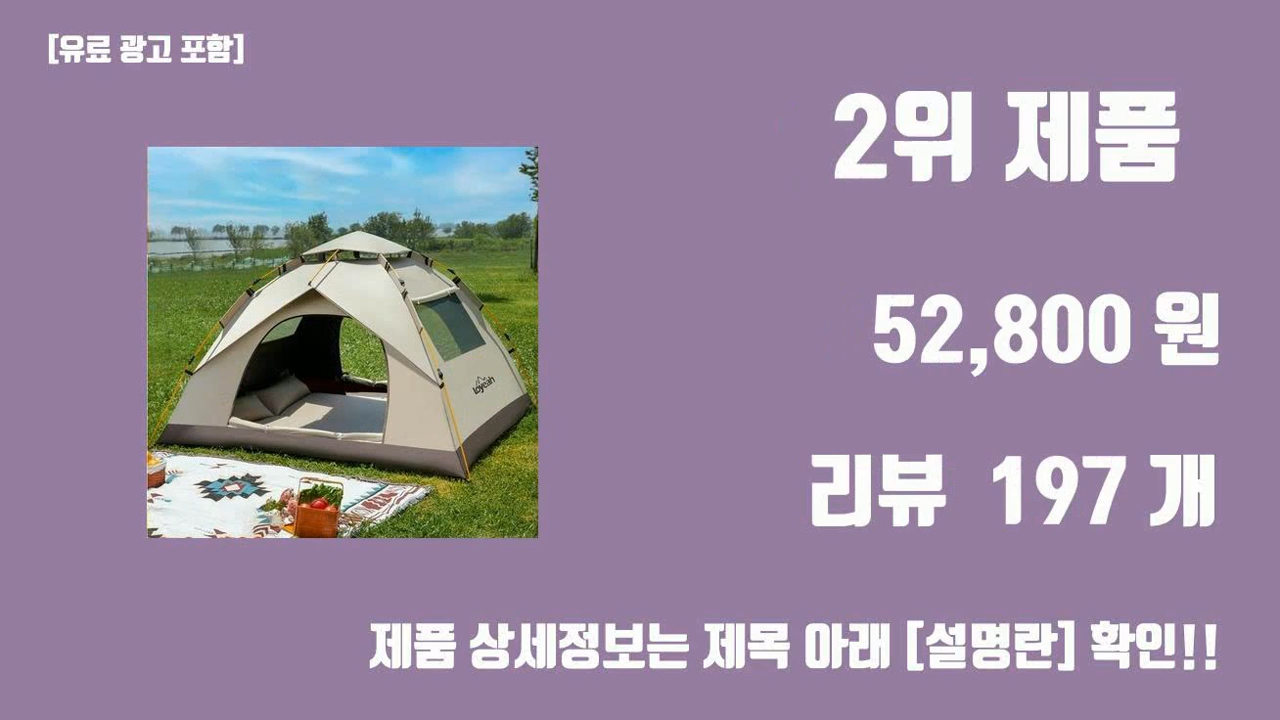 [유료 광고 포함]
2위 제품
52,800 원
리뷰 197 개
제품 상세정보는 제목 아래 [설명란] 확인!!